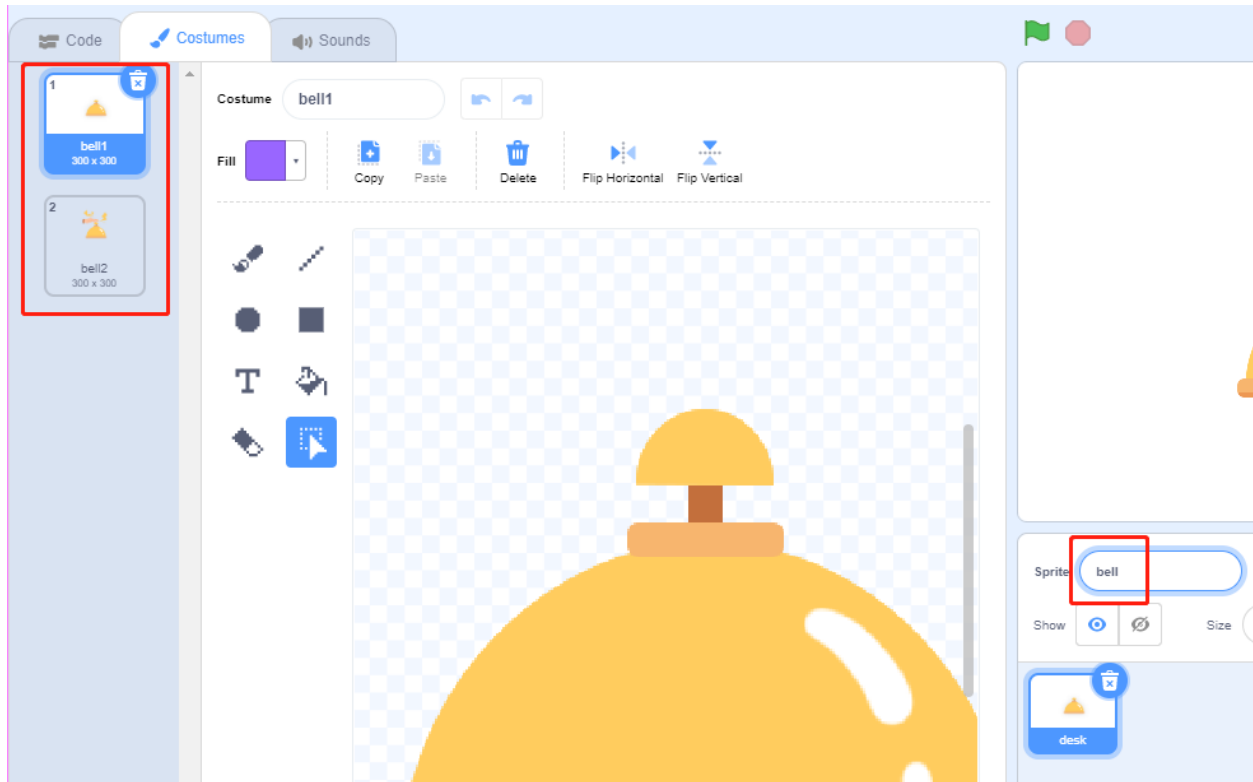 Code
Costumes
Sounds
1
bell1
300 x 300
2
bell2
300 x 300
Costume
bell1
Fill
Copy
Paste
Delete
Flip Horizontal
Flip Vertical
T
Sprite
bell
Show
Size
desk